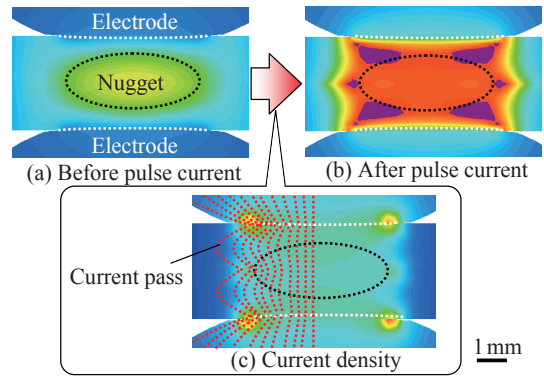 Electrode
Nugget
Electrode
(a) Before pulse current
(b) After pulse current
Current pass
(c) Current density
1 mm